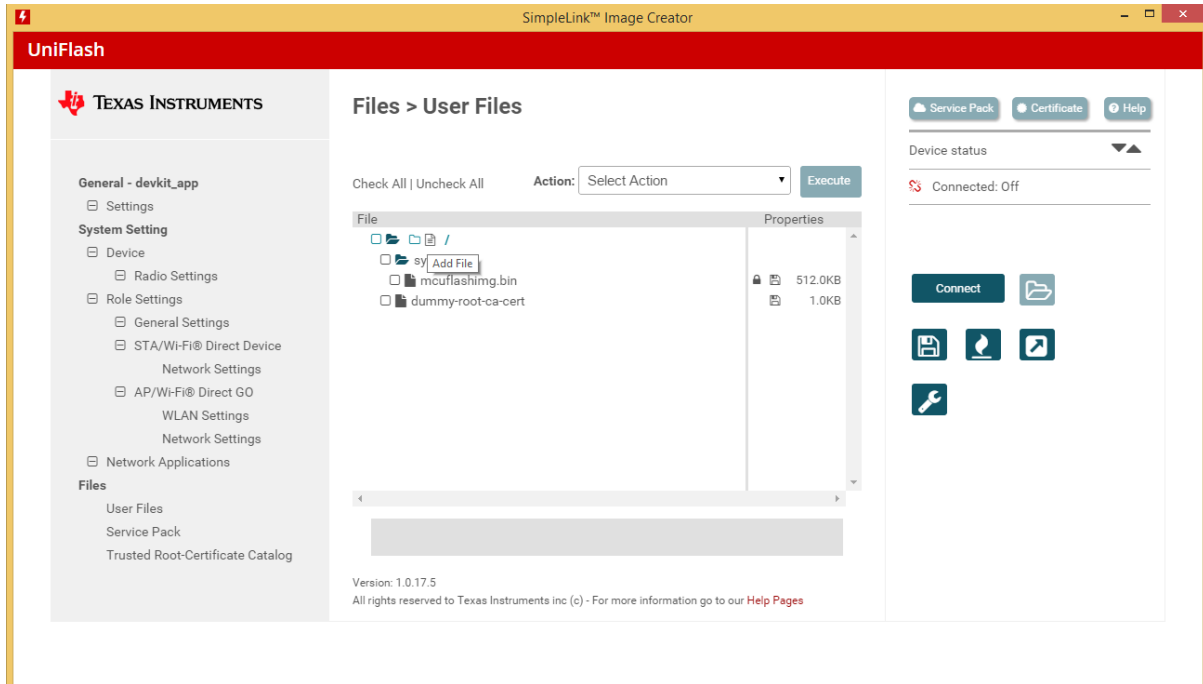 SimpleLink™ Image Creator
UniFlash
TEXAS INSTRUMENTS
General - devkit_app
Settings
System Setting
Device
Radio Settings
Role Settings
General Settings
STA/Wi-Fi® Direct Device
Network Settings
AP/Wi-Fi® Direct GO
WLAN Settings
Network Settings
Network Applications
Files
User Files
Service Pack
Trusted Root-Certificate Catalog
Files > User Files
Check All | Uncheck All Action: Select Action Execute
File Properties
/
sy
Add File
mcuflashimg.bin 512.0KB
dummy-root-ca-cert 1.0KB
Version: 1.0.17.5
All rights reserved to Texas Instruments inc (c) - For more information go to our Help Pages
Service Pack Certificate Help
Device status
Connected: Off
Connect